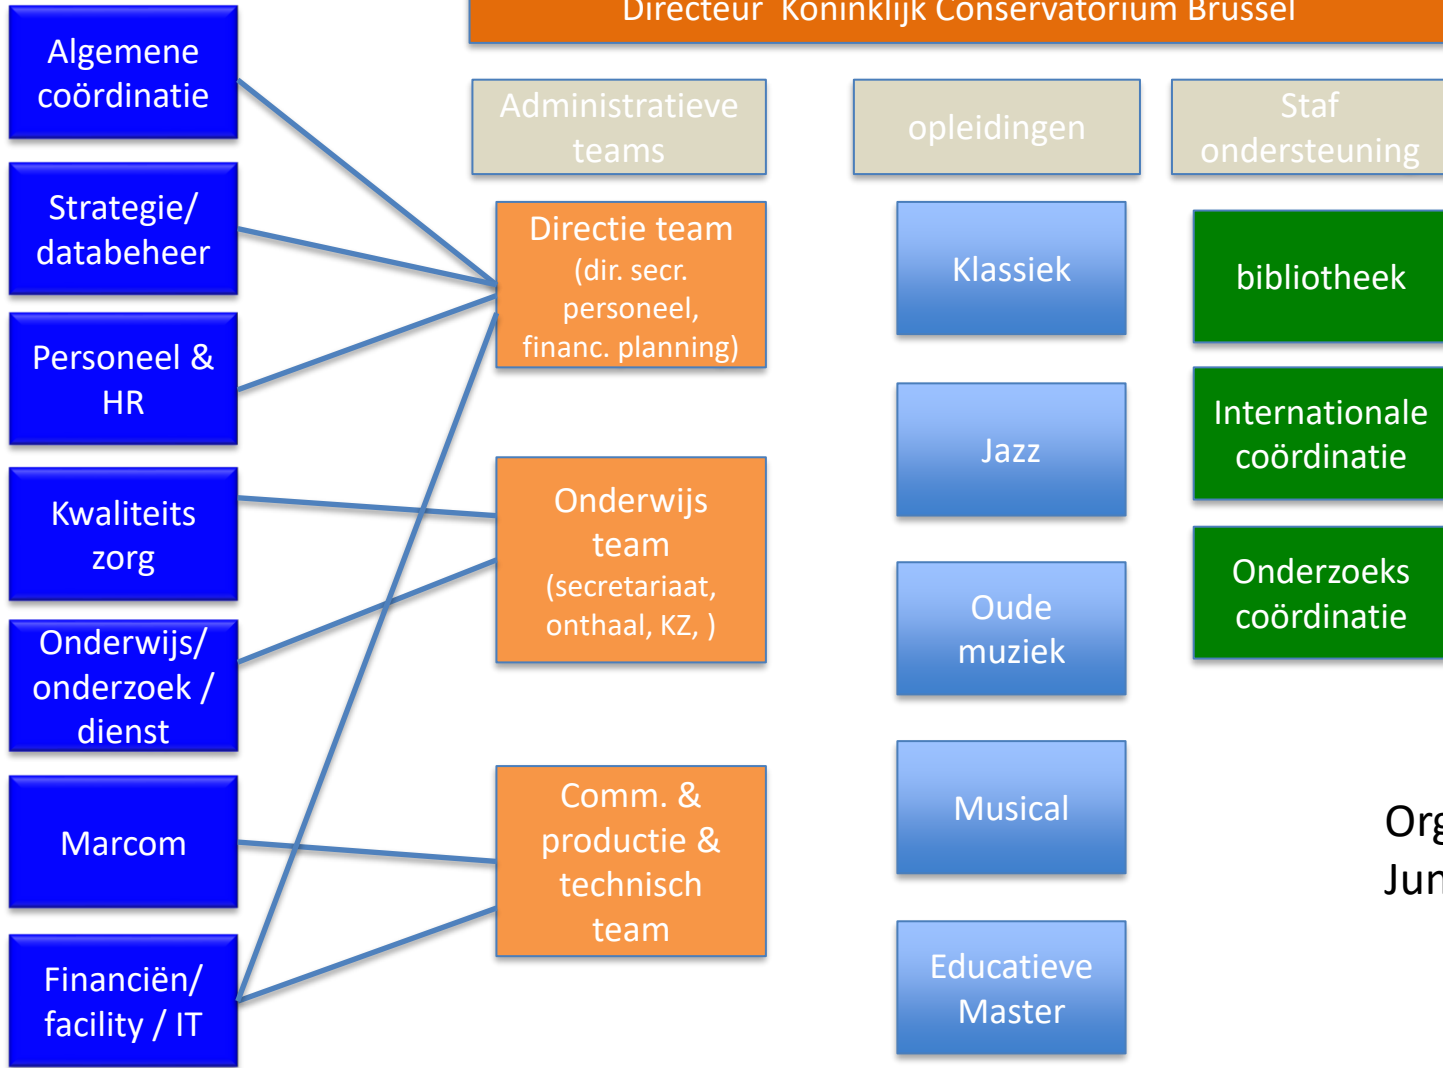 Directeur Koninklijk Conservatorium Brussel
Algemene
coördinatie
Strategie/
databeheer
Personeel &
HR
Kwaliteits
zorg
Onderwijs/
onderzoek /
dienst
Marcom
Financiën/
facility / IT
Administratieve
teams
Directie team
(dir. secr.
personeel,
financ. planning)
Onderwijs
team
(secretariaat,
onthaal, KZ, )
Comm. &
productie &
technisch
team
opleidingen
Klassiek
Jazz
Oude
muziek
Musical
Educatieve
Master
Staf
ondersteuning
bibliotheek
Internationale
coördinatie
Onderzoeks
coördinatie